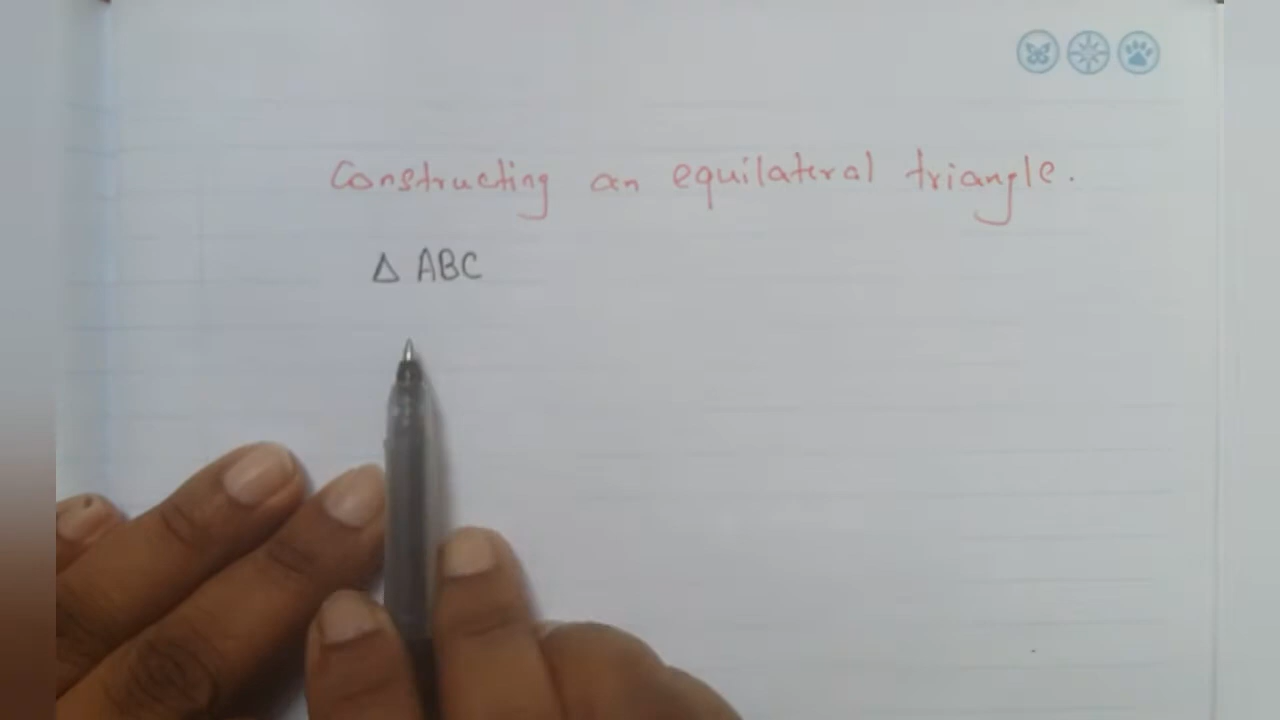 Constructing an equilateral triangle.
Δ ABC